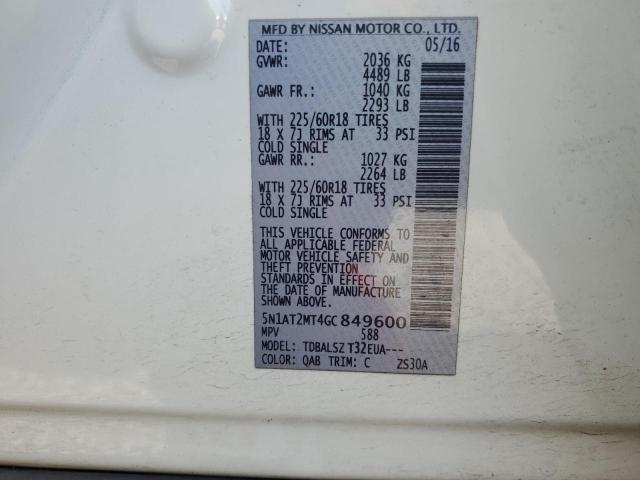 MFD BY NISSAN MOTOR CO., LTD.
DATE: 05/16
GVWR: 2036 KG
4489 LB
GAWR FR.: 1040 KG
2293 LB
WITH 225/60R18 TIRES
18 X 7J RIMS AT 33 PSI
COLD SINGLE
GAWR RR.: 1027 KG
2264 LB
WITH 225/60R18 TIRES
18 X 7J RIMS AT 33 PSI
COLD SINGLE
THIS VEHICLE CONFORMS TO
ALL APPLICABLE FEDERAL
MOTOR VEHICLE SAFETY AND
THEFT PREVENTION
STANDARDS IN EFFECT ON
THE DATE OF MANUFACTURE
SHOWN ABOVE.
5N1AT2MT4GC 849600
MPV 588
MODEL: TDBALSZ T32EUA---
COLOR: QAB TRIM: C ZS30A